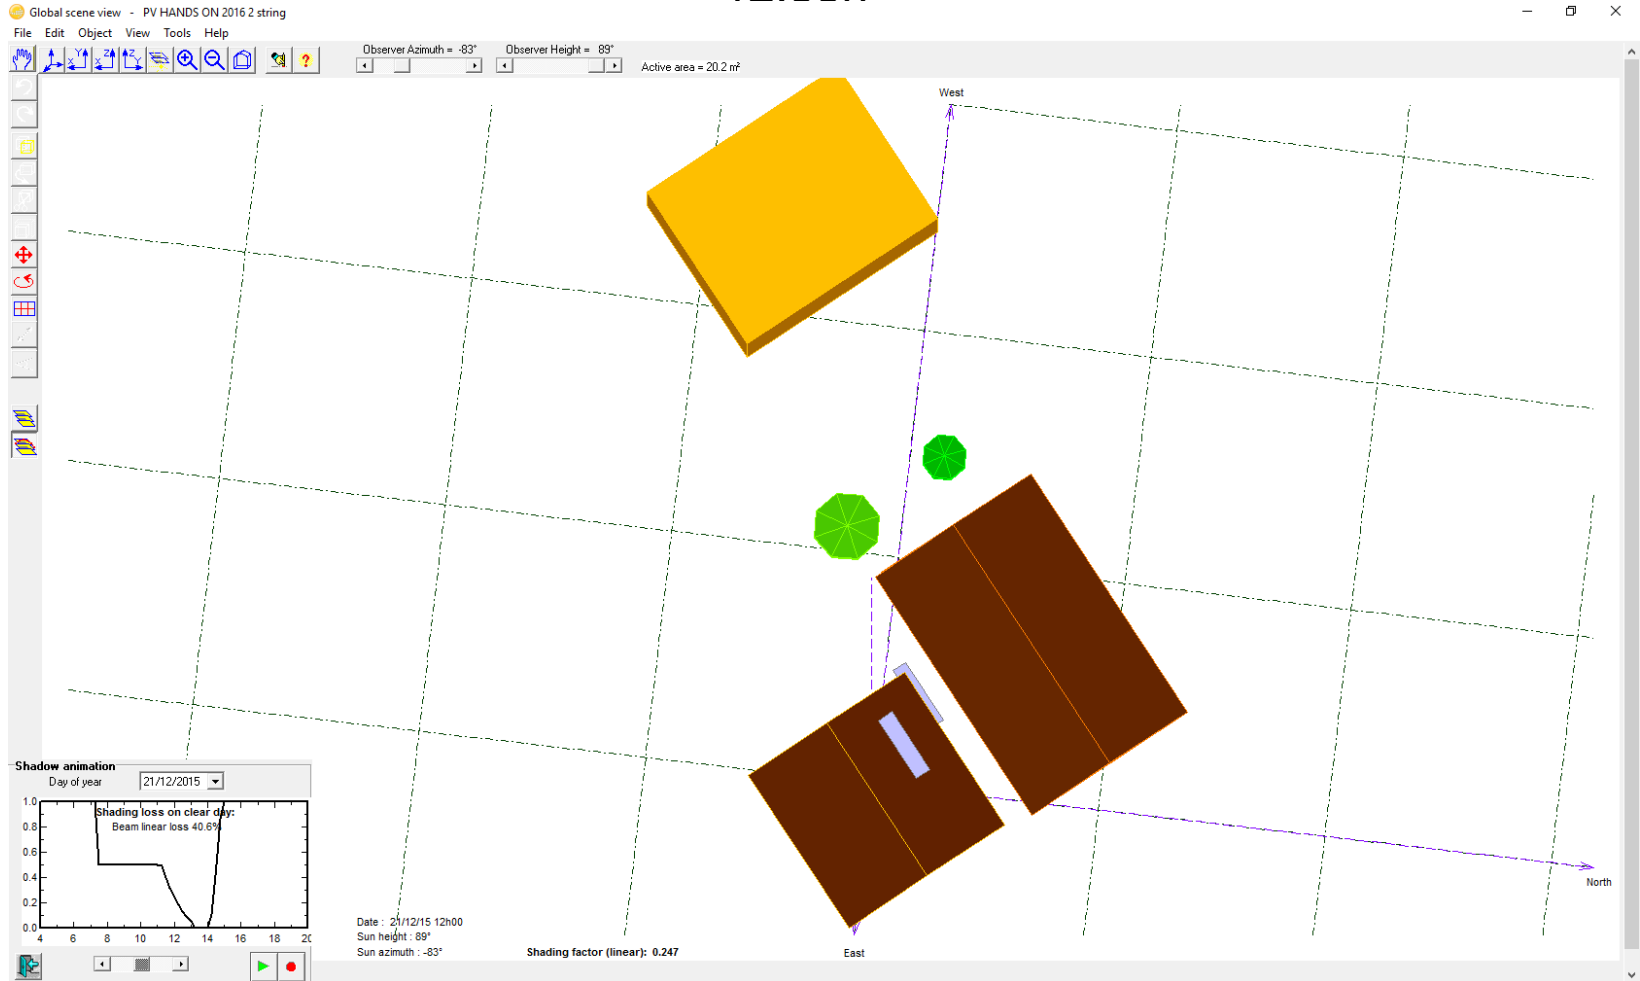 Global scene view - PV HANDS ON 2016 2 string
File Edit Object View Tools Help
Observer Azimuth = -83° Observer Height = 89° Active area = 20.2 m²
West
North
East
Shadow animation
Day of year 21/12/2015
Shading loss on clear day:
Beam linear loss 40.6%
1.0
0.8
0.6
0.4
0.2
0.0
4 6 8 10 12 14 16 18 20
Date : 21/12/15 12h00
Sun height : 89°
Sun azimuth : -83°
Shading factor (linear): 0.247